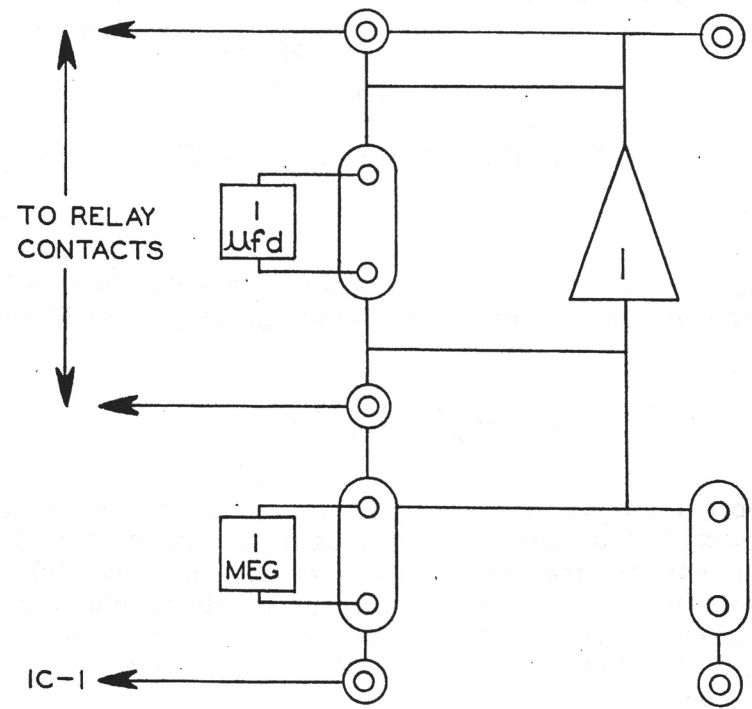 TO RELAY
CONTACTS
1
µfd
1
1
MEG
IC-1